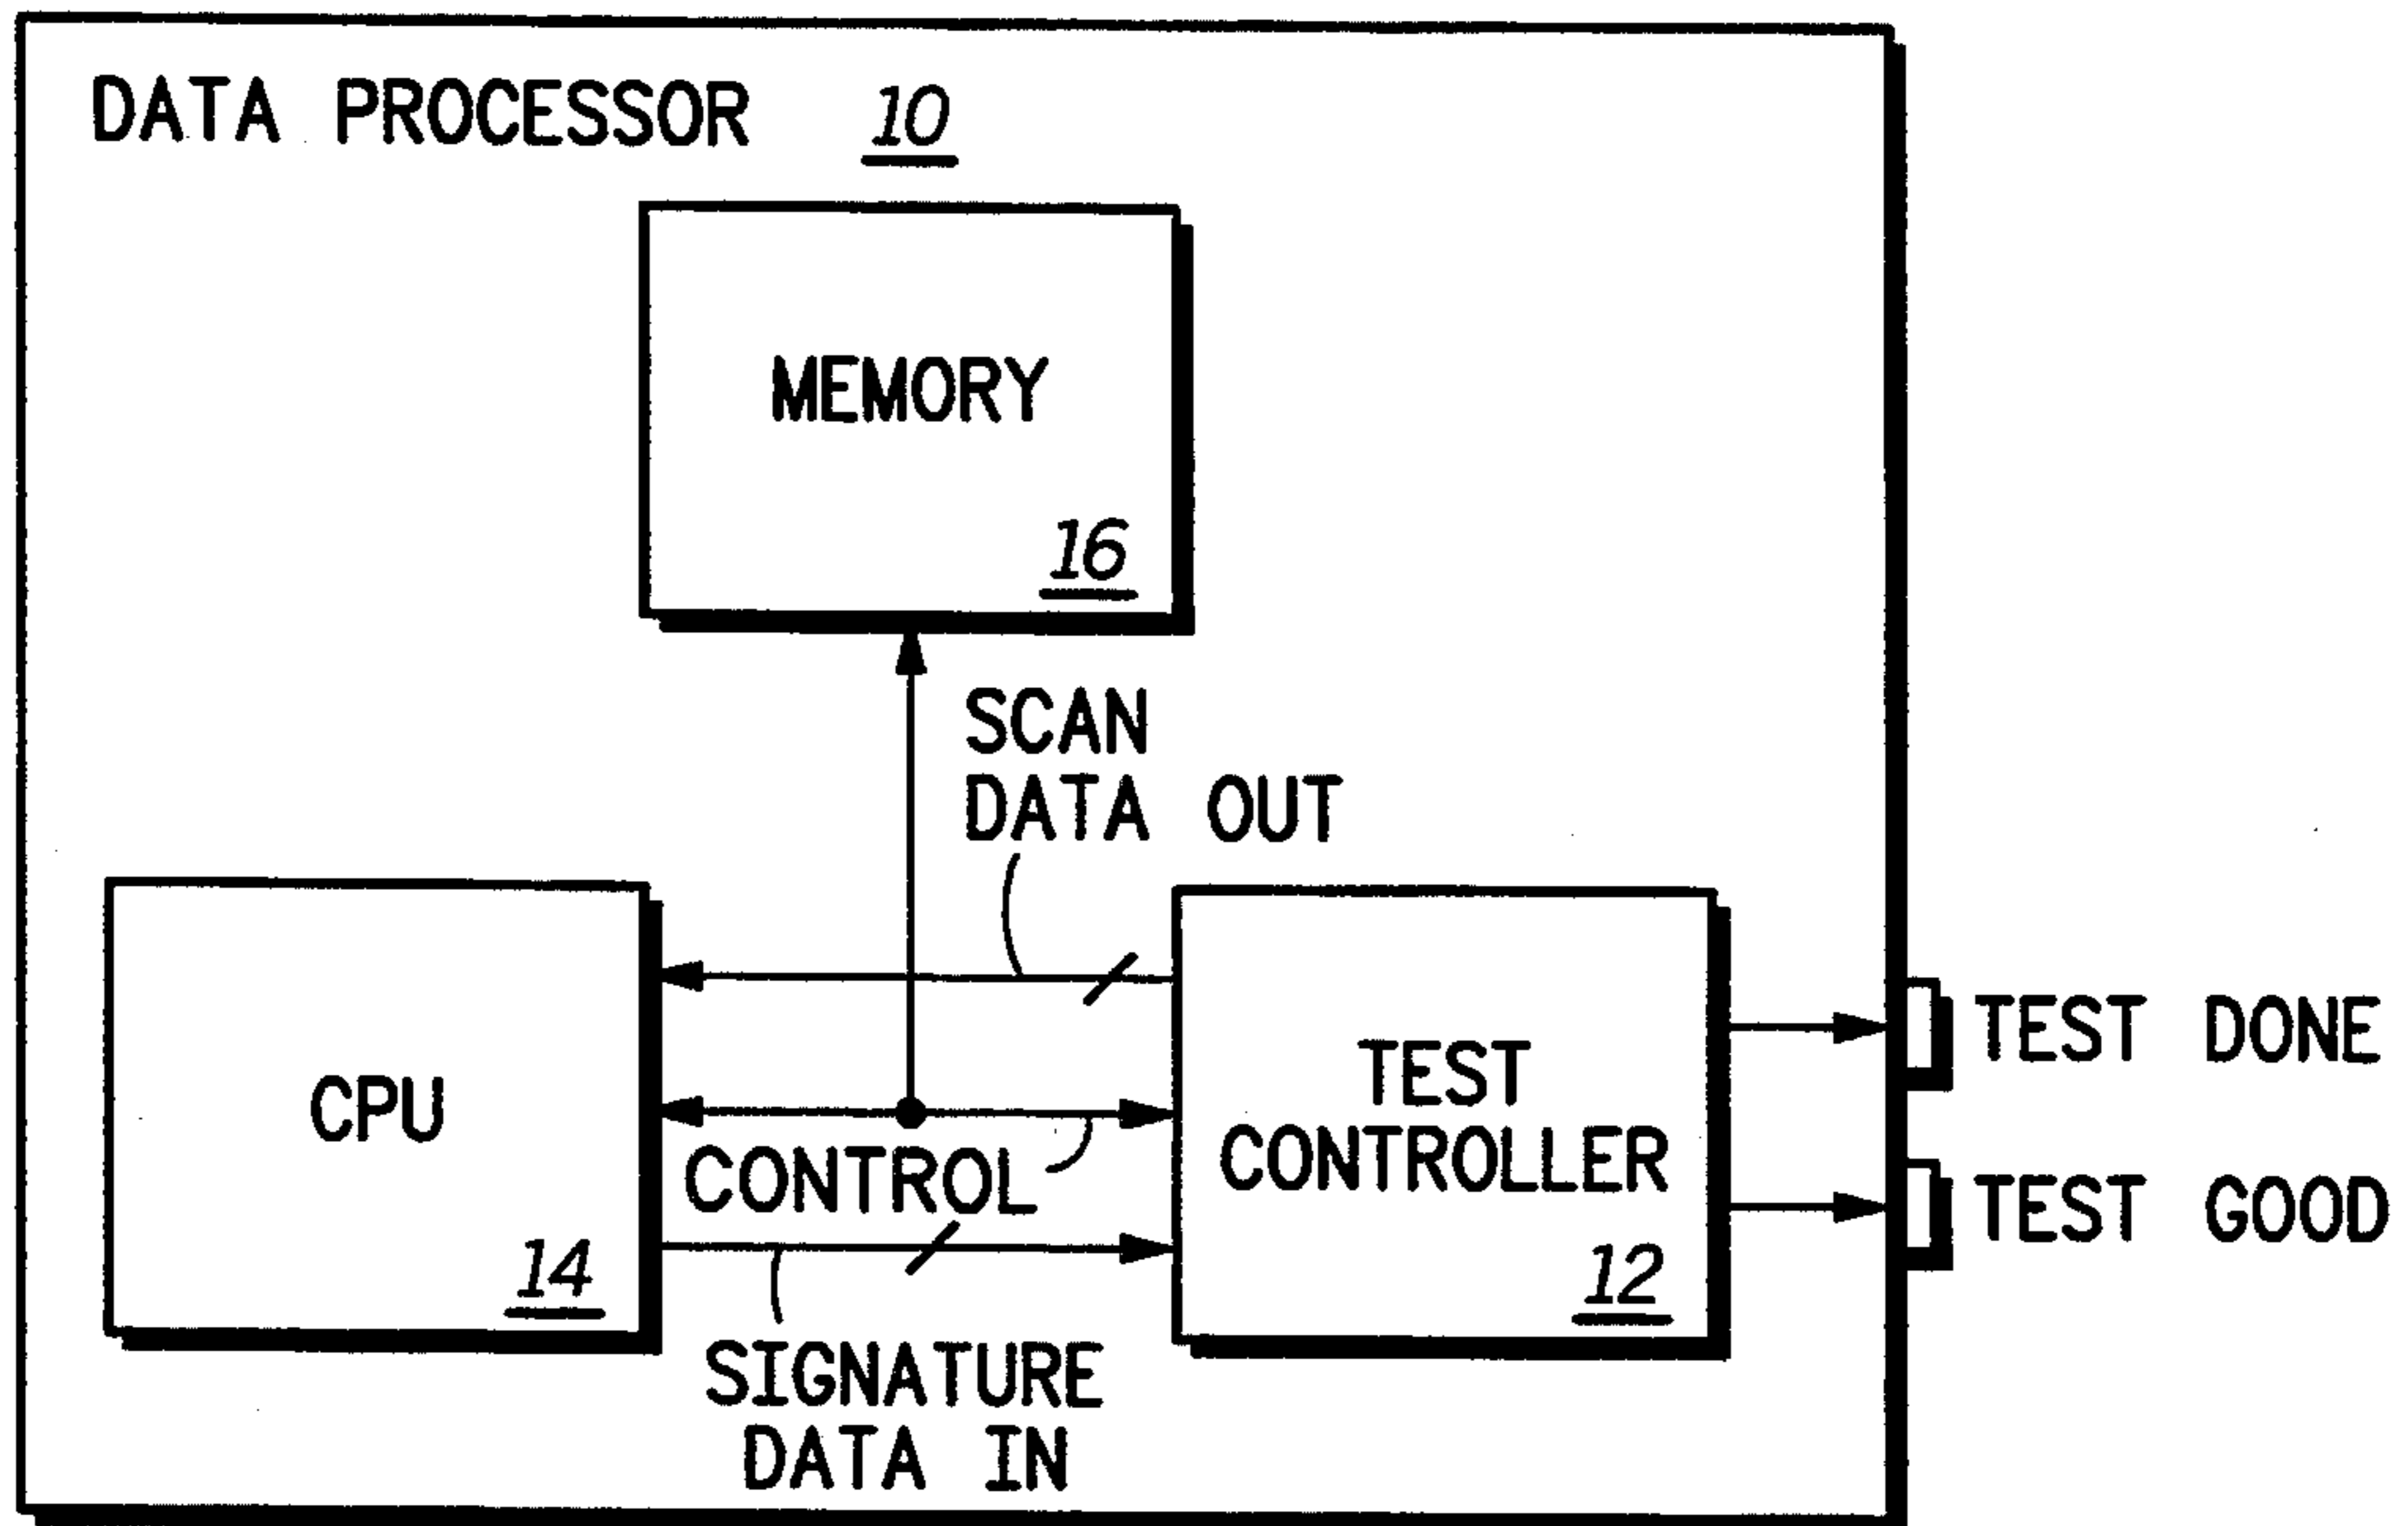 DATA PROCESSOR 10
MEMORY
16
SCAN
DATA OUT
CPU
14
CONTROL
TEST
CONTROLLER
12
SIGNATURE
DATA IN
TEST DONE
TEST GOOD